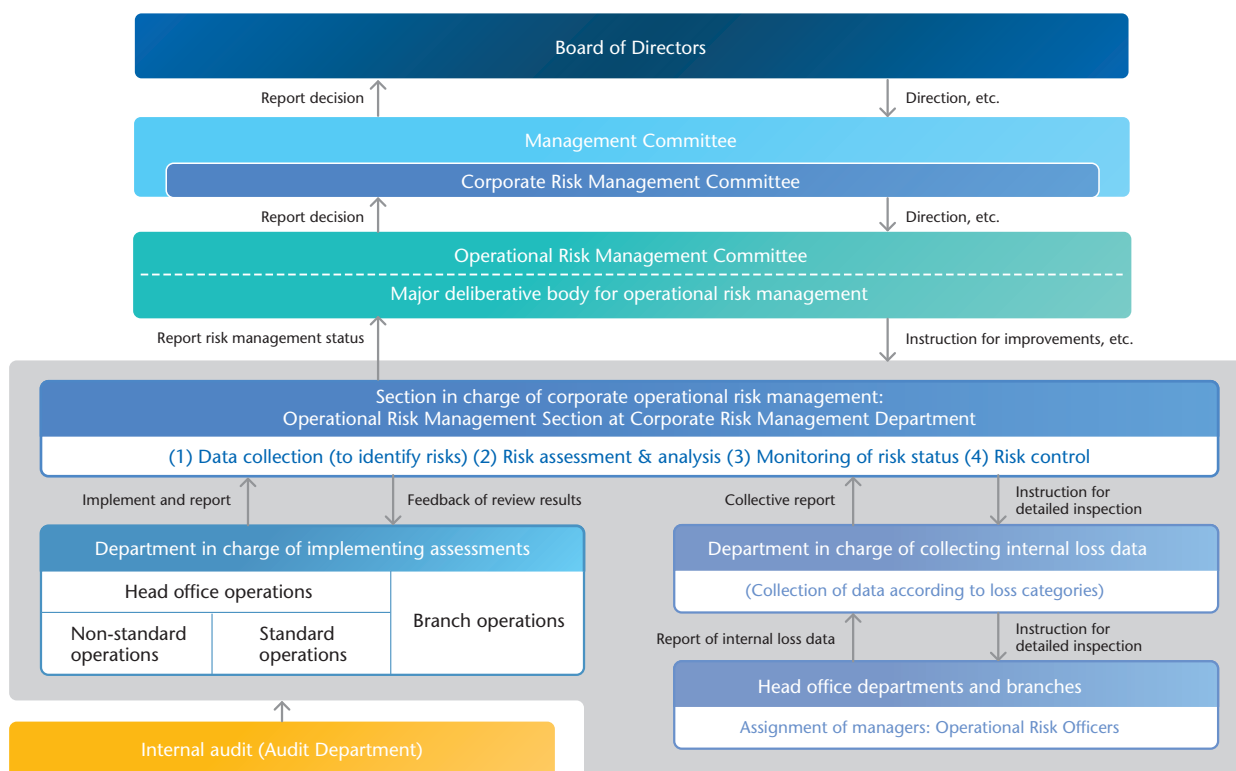 Board of Directors
Report decision
Direction, etc.
Management Committee
Corporate Risk Management Committee
Report decision
Direction, etc.
Operational Risk Management Committee
Major deliberative body for operational risk management
Report risk management status
Instruction for improvements, etc.
Section in charge of corporate operational risk management:
Operational Risk Management Section at Corporate Risk Management Department
(1) Data collection (to identify risks) (2) Risk assessment & analysis (3) Monitoring of risk status (4) Risk control
Implement and report
Feedback of review results
Collective report
Instruction for
detailed inspection
Department in charge of implementing assessments
Head office operations
Non-standard
operations
Standard
operations
Branch operations
Department in charge of collecting internal loss data
(Collection of data according to loss categories)
Report of internal loss data
Instruction for
detailed inspection
Head office departments and branches
Assignment of managers: Operational Risk Officers
Internal audit (Audit Department)